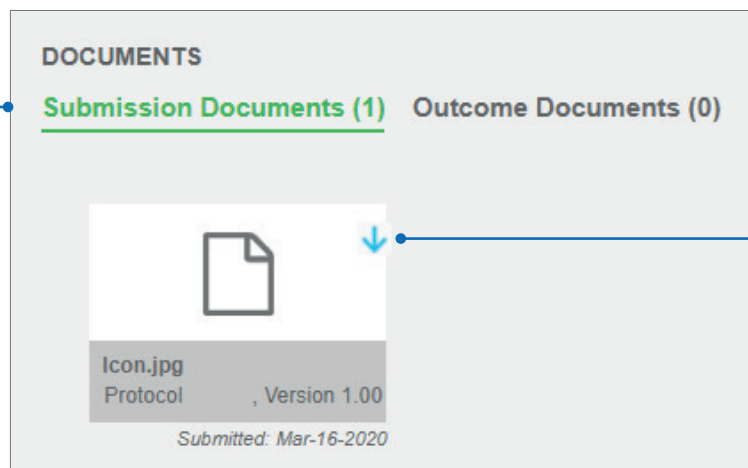 DOCUMENTS
Submission Documents (1) Outcome Documents (0)
Icon.jpg
Protocol , Version 1.00
Submitted: Mar-16-2020